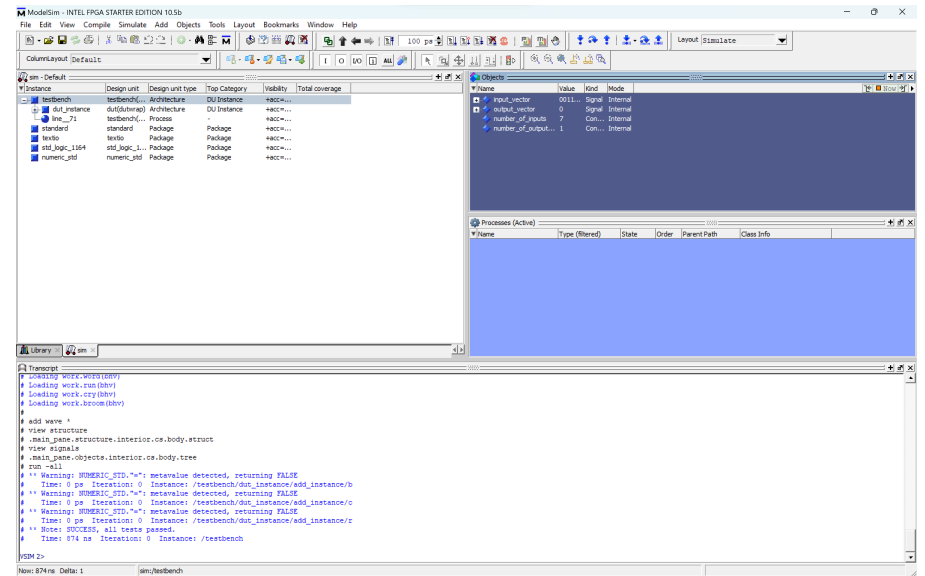 ModelSim - INTEL FPGA STARTER EDITION 10.5b
File Edit View Compile Simulate Add Objects Tools Layout Bookmarks Window Help
100 ps
Layout Simulate
ColumnLayout Default
sim - Default
Instance Design unit Design unit type Top Category Visibility Total coverage
testbench testbench(... Architecture DU Instance +acc=...
dut_instance dut(dutwrap) Architecture DU Instance +acc=...
line__71 testbench(... Process - +acc=...
standard standard Package Package +acc=...
textio textio Package Package +acc=...
std_logic_1164 std_logic_1... Package Package +acc=...
numeric_std numeric_std Package Package +acc=...
Library sim
Objects
Name Value Kind Mode Now
input_vector 0011... Signal Internal
output_vector 0 Signal Internal
number_of_inputs 7 Con... Internal
number_of_output... 1 Con... Internal
Processes (Active)
Name Type (filtered) State Order Parent Path Class Info
Transcript
# Loading work.word(bhv)
# Loading work.run(bhv)
# Loading work.cry(bhv)
# Loading work.broom(bhv)
#
# add wave *
# view structure
# .main_pane.structure.interior.cs.body.struct
# view signals
# .main_pane.objects.interior.cs.body.tree
# run -all
# ** Warning: NUMERIC_STD."=": metavalue detected, returning FALSE
# Time: 0 ps Iteration: 0 Instance: /testbench/dut_instance/add_instance/b
# ** Warning: NUMERIC_STD."=": metavalue detected, returning FALSE
# Time: 0 ps Iteration: 0 Instance: /testbench/dut_instance/add_instance/c
# ** Warning: NUMERIC_STD."=": metavalue detected, returning FALSE
# Time: 0 ps Iteration: 0 Instance: /testbench/dut_instance/add_instance/r
# ** Note: SUCCESS, all tests passed.
# Time: 874 ns Iteration: 0 Instance: /testbench
VSIM 2>
Now: 874 ns Delta: 1 sim:/testbench